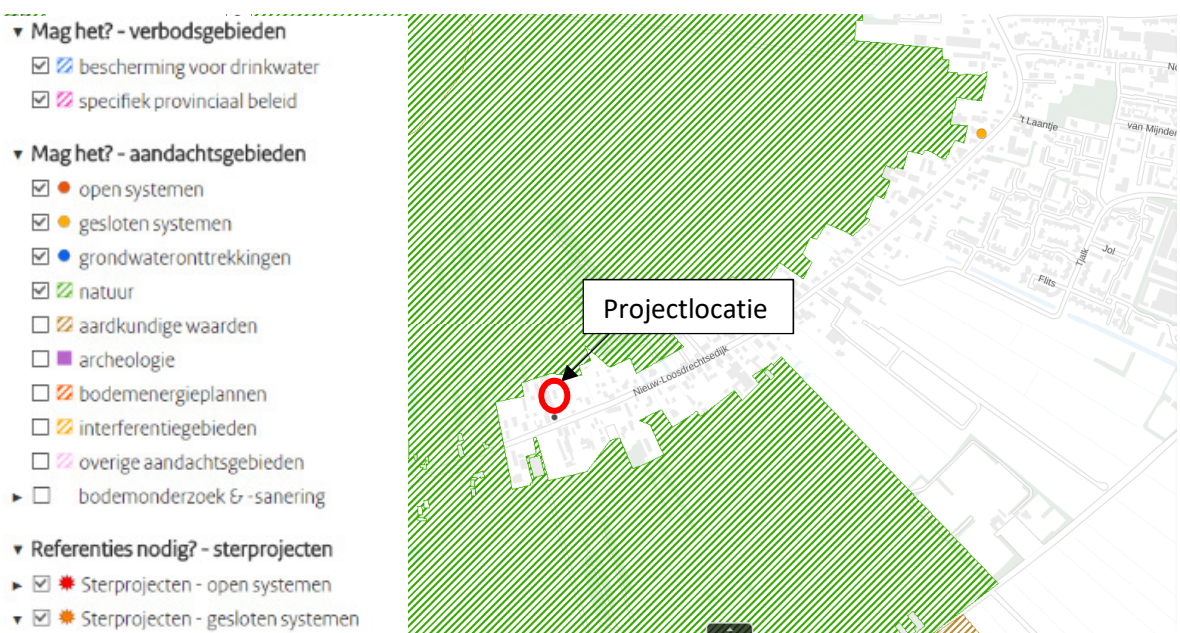 Mag het? - verbodsgebieden
bescherming voor drinkwater
specifiek provinciaal beleid
Mag het? - aandachtsgebieden
open systemen
gesloten systemen
grondwateronttrekkingen
natuur
aardkundige waarden
archeologie
bodemenergieplannen
interferentiegebieden
overige aandachtsgebieden
bodemonderzoek & -sanering
Referenties nodig? - sterprojecten
Sterprojecten - open systemen
Sterprojecten - gesloten systemen
No
't Laantje
van Mijnden
Jol
Tjalk
Flits
Projectlocatie
Nieuw-Loosdrechtsedijk